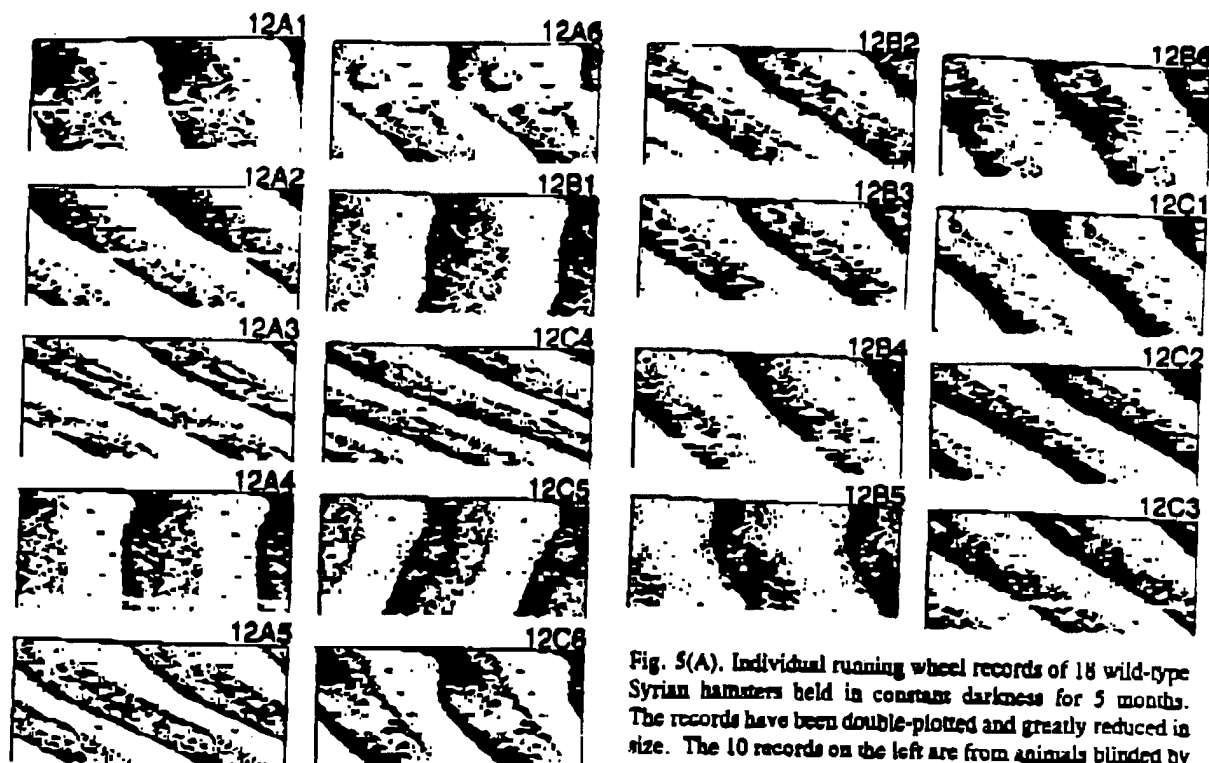 12A1
12A6
12B2
12B6
12A2
12B1
12B3
12C1
12A3
12C4
12B4
12C2
12A4
12C5
12B5
12C3
12A5
12C6
Fig. 5(A). Individual running wheel records of 18 wild-type
Syrian hamsters held in constant darkness for 5 months.
The records have been double-plotted and greatly reduced in
size. The 10 records on the left are from animals blinded by